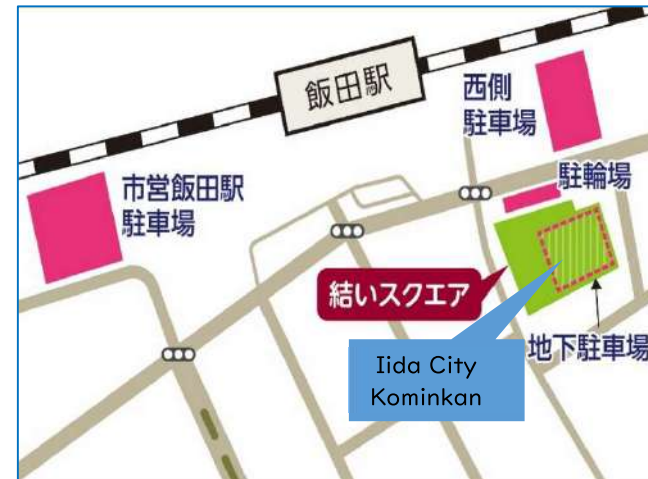 飯田駅
西側
駐車場
市営飯田駅
駐車場
駐輪場
結いスクエア
地下駐車場
Iida City
Kominkan